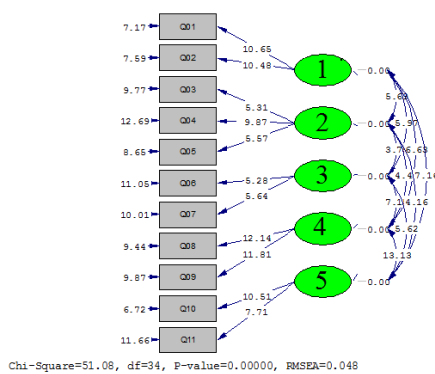 7.17 Q01 10.65
7.59 Q02 10.48 1 0.00
9.77 Q03 5.31
12.69 Q04 9.87 2 0.00 5.97
8.65 Q05 5.57 6.63
11.05 Q06 5.28 3 0.00 7.16
10.01 Q07 5.64 4.16
9.44 Q08 12.14 4 0.00 5.62
9.87 Q09 11.81 13.13
6.72 Q10 10.51 5 0.00
11.66 Q11 7.71
Chi-Square=51.08, df=34, P-value=0.00000, RMSEA=0.048